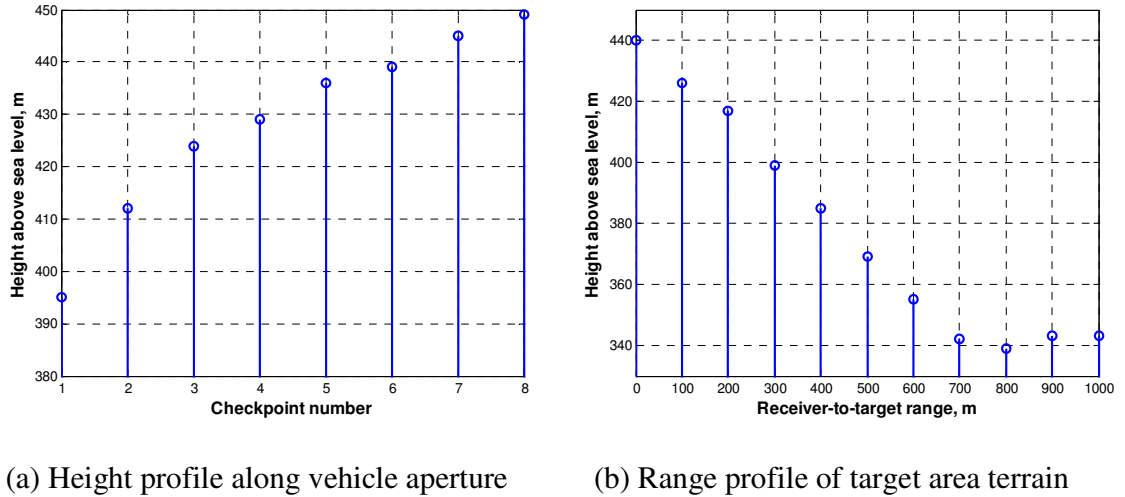 450
440
430
420
410
400
390
380
1 2 3 4 5 6 7 8
Height above sea level, m
Checkpoint number
440
420
400
380
360
340
0 100 200 300 400 500 600 700 800 900 1000
Height above sea level, m
Receiver-to-target range, m
(a) Height profile along vehicle aperture
(b) Range profile of target area terrain